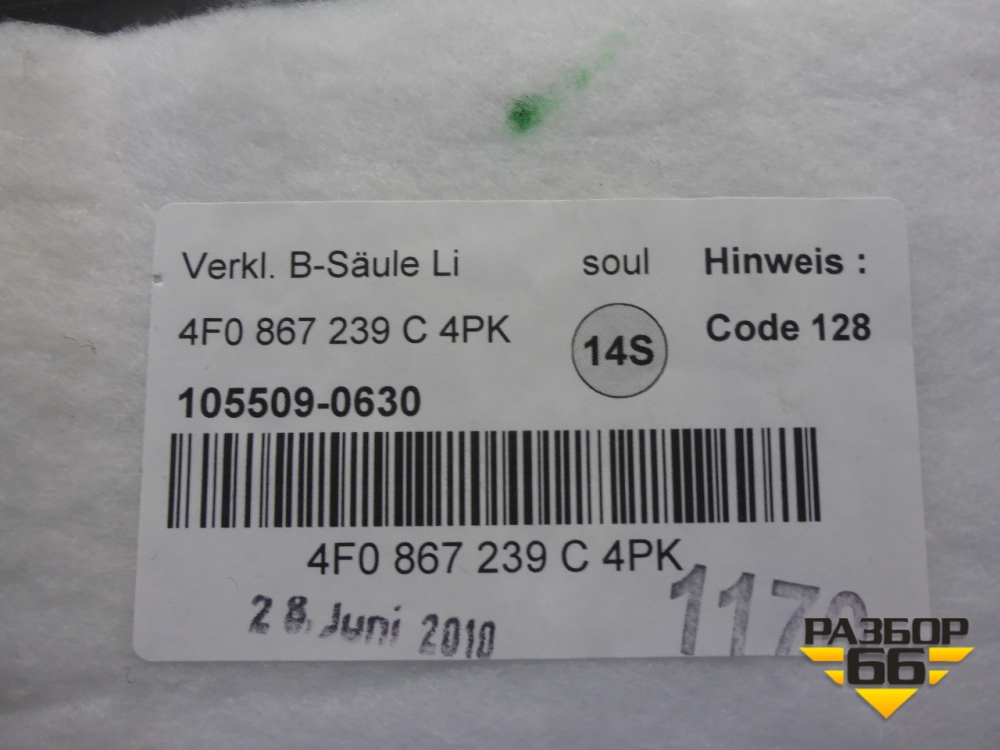 Verkl. B-Säule Li soul Hinweis :
4F0 867 239 C 4PK 14S Code 128
105509-0630
4F0 867 239 C 4PK
28. Juni 2010
РАЗБОР
66